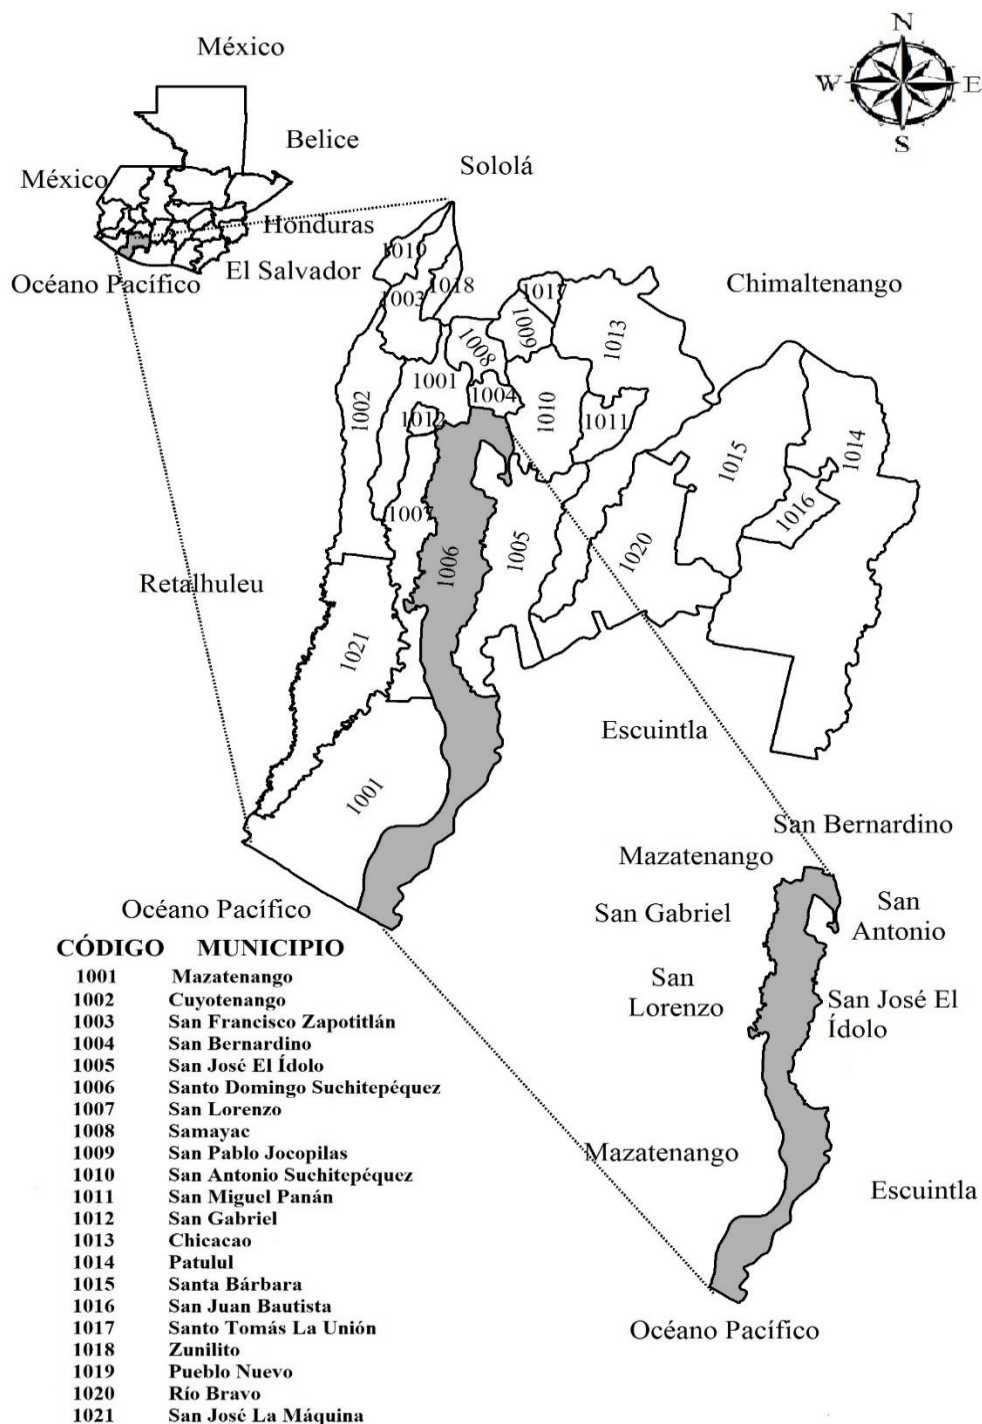 México
N
W E
S
Belice
México
Sololá
Honduras
El Salvador
Océano Pacífico
Chimaltenango
1019
1018
1003
1017
1009
1013
1008
1001
1004
1002
1012
1010
1011
1014
1015
1016
1007
1006
1005
1020
Retalhuleu
1021
Escuintla
1001
San Bernardino
Mazatenango
San Gabriel
San
Antonio
San
Lorenzo
San José El
Ídolo
Mazatenango
Escuintla
Océano Pacífico
Océano Pacífico
CÓDIGO MUNICIPIO
1001 Mazatenango
1002 Cuyotenango
1003 San Francisco Zapotitlán
1004 San Bernardino
1005 San José El Ídolo
1006 Santo Domingo Suchitepéquez
1007 San Lorenzo
1008 Samayac
1009 San Pablo Jocopilas
1010 San Antonio Suchitepéquez
1011 San Miguel Panán
1012 San Gabriel
1013 Chicacao
1014 Patulul
1015 Santa Bárbara
1016 San Juan Bautista
1017 Santo Tomás La Unión
1018 Zunilito
1019 Pueblo Nuevo
1020 Río Bravo
1021 San José La Máquina